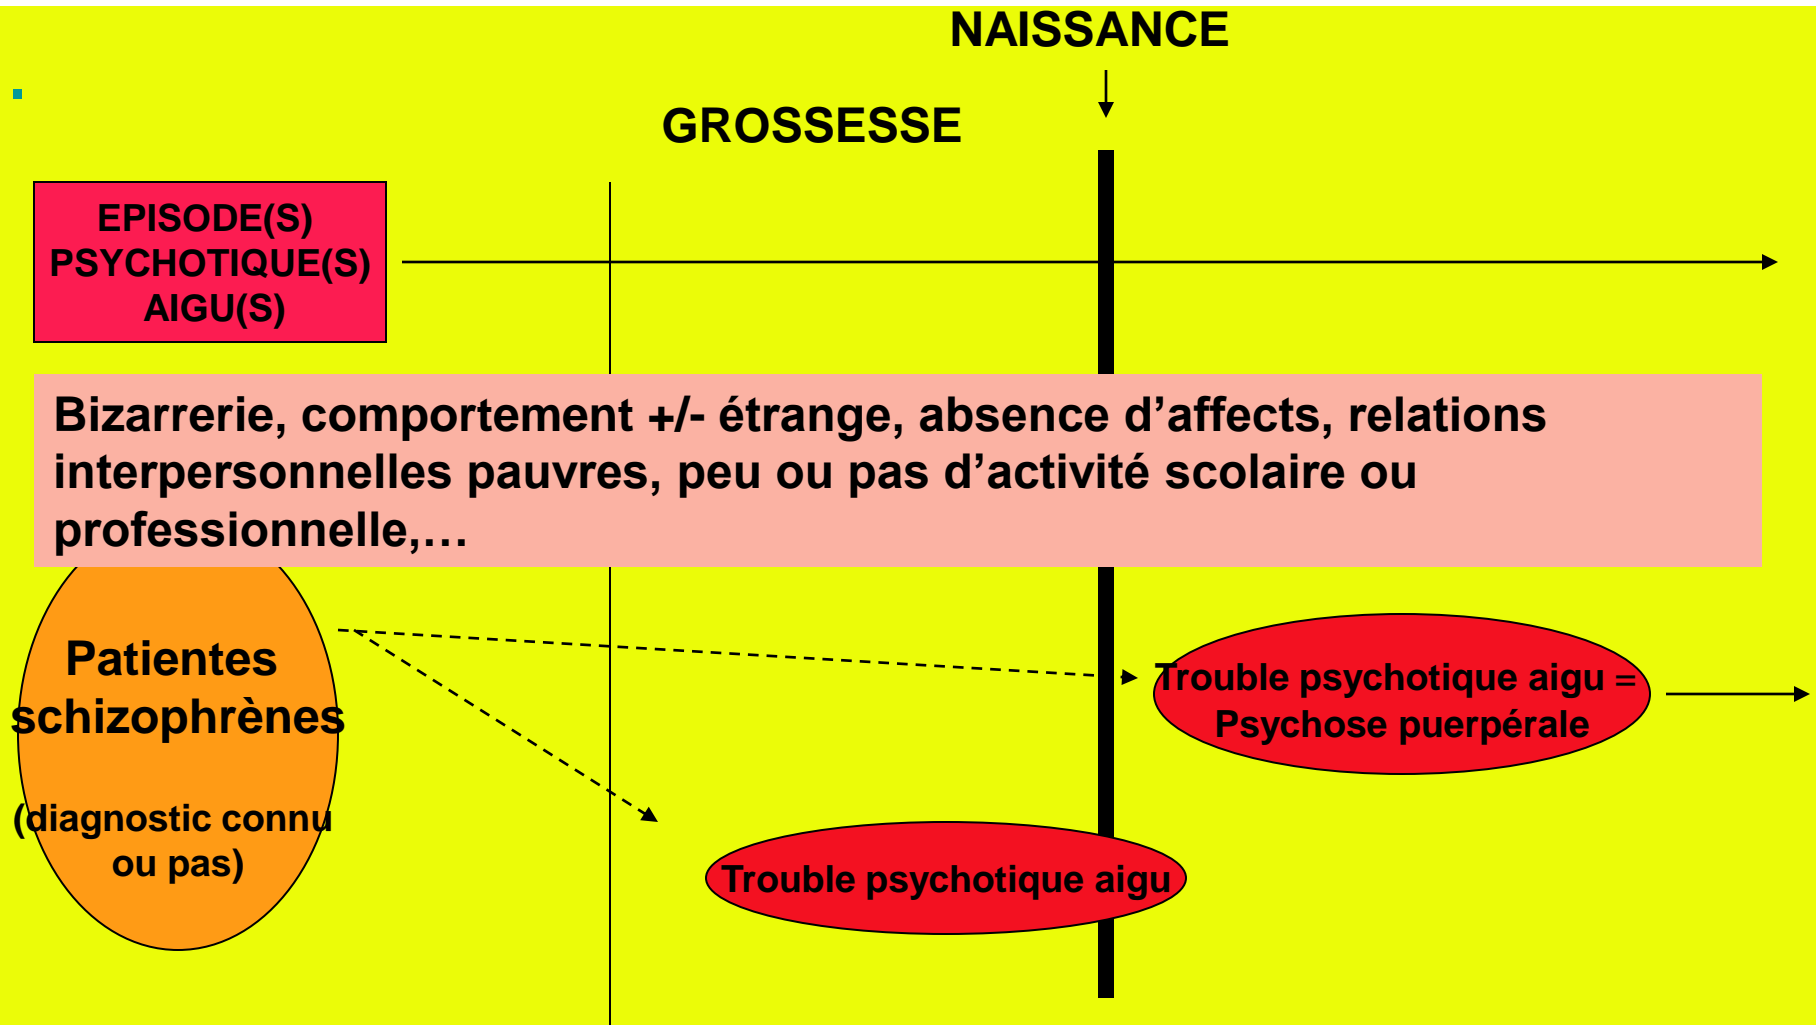 NAISSANCE
GROSSESSE
EPISODE(S)
PSYCHOTIQUE(S)
AIGU(S)
Bizarrerie, comportement +/- étrange, absence d’affects, relations
interpersonnelles pauvres, peu ou pas d’activité scolaire ou
professionnelle,…
Patientes
schizophrènes
(diagnostic connu
ou pas)
Trouble psychotique aigu =
Psychose puerpérale
Trouble psychotique aigu